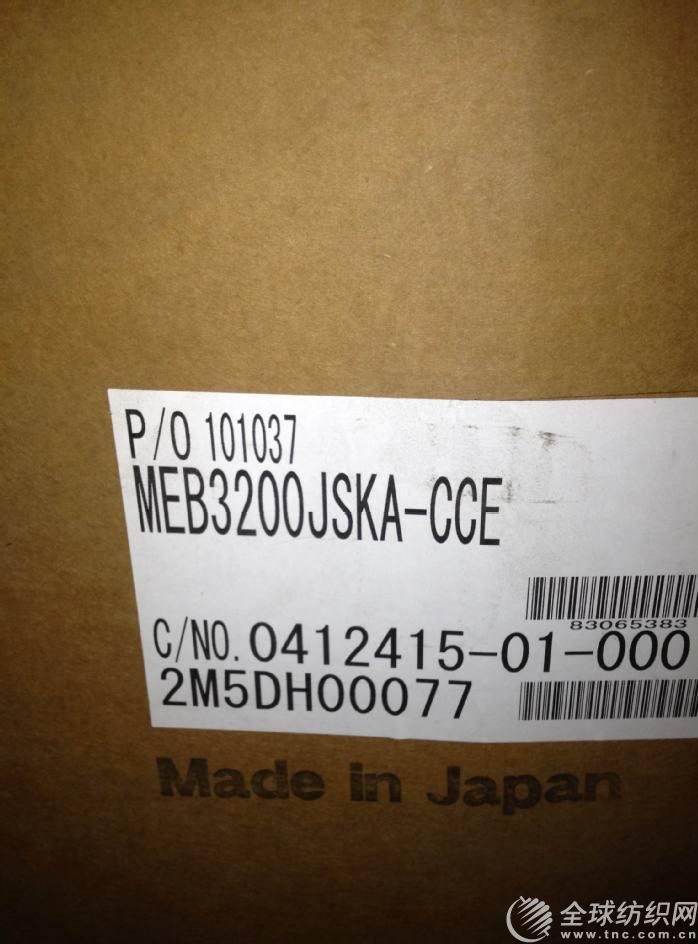 P/O 101037
MEB3200JSKA-CCE
83065383
C/NO. 0412415-01-000
2M5DH00077
Made in Japan
全球纺织网
www.tnc.com.cn